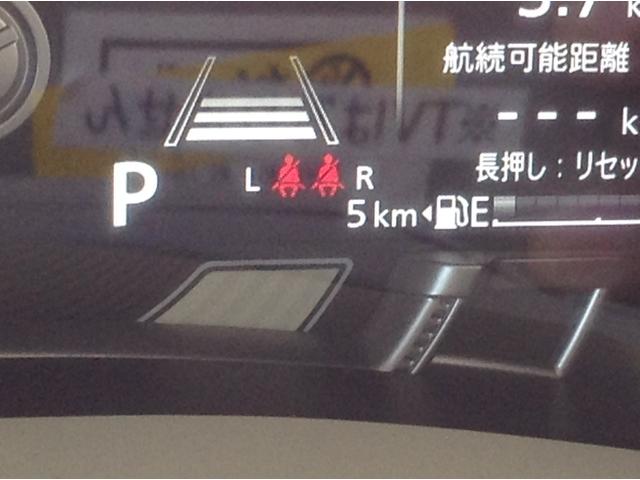 航続可能距離
--- k
長押し：リセッ
P
L R
5 km E